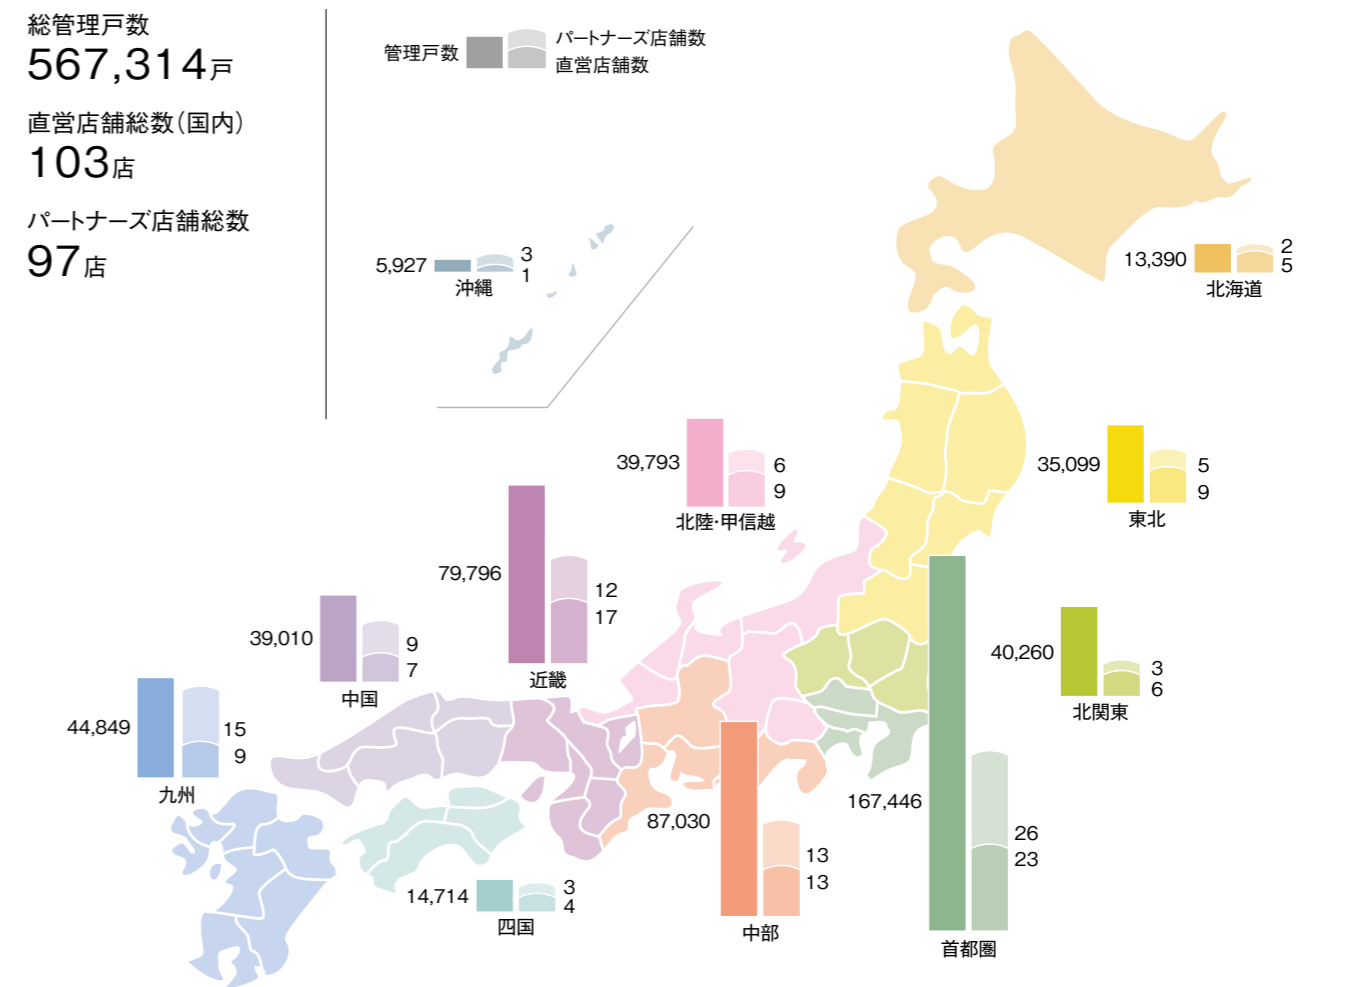 総管理戸数
567,314戸
直営店舗総数（国内）
103店
パートナーズ店舗総数
97店
管理戸数
パートナーズ店舗数
直営店舗数
5,927
3
1
沖縄
13,390
2
5
北海道
39,793
6
9
北陸・甲信越
35,099
5
9
東北
79,796
12
17
近畿
39,010
9
7
中国
40,260
3
6
北関東
44,849
15
9
九州
87,030
13
13
中部
167,446
26
23
首都圏
14,714
3
4
四国